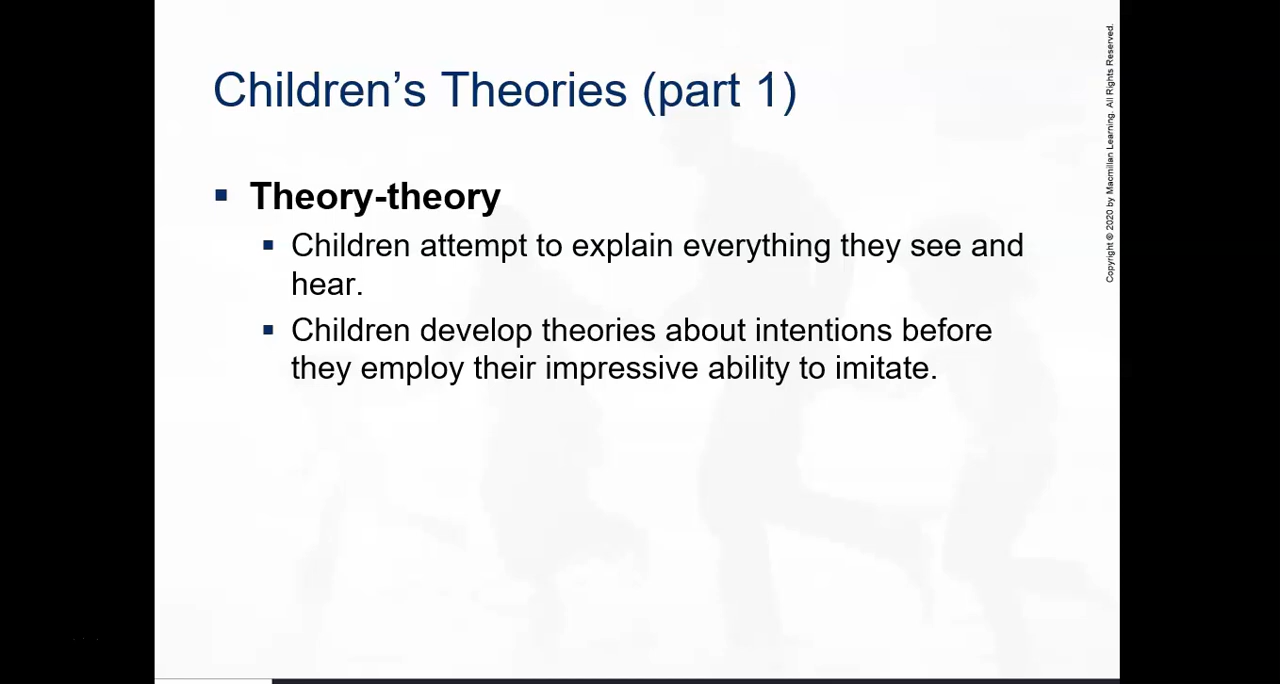 Children’s Theories (part 1)
Theory-theory
Children attempt to explain everything they see and
hear.
Children develop theories about intentions before
they employ their impressive ability to imitate.
Copyright © 2020 by Macmillan Learning. All Rights Reserved.